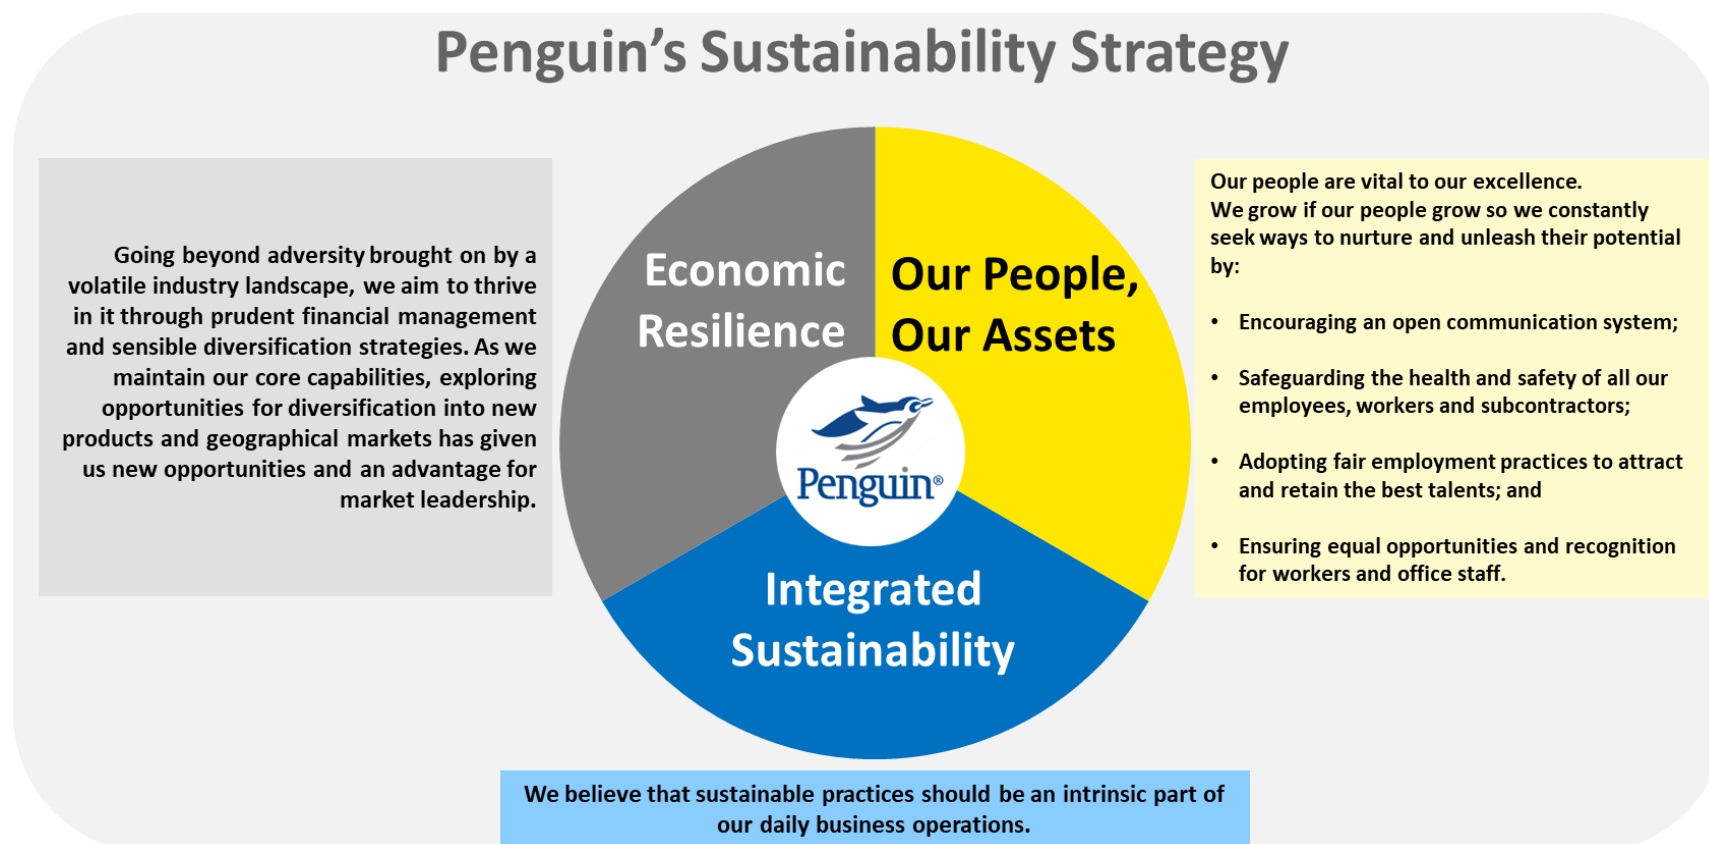 Penguin's Sustainability Strategy
Going beyond adversity brought on by a
volatile industry landscape, we aim to thrive
in it through prudent financial management
and sensible diversification strategies. As we
maintain our core capabilities, exploring
opportunities for diversification into new
products and geographical markets has given
us new opportunities and an advantage for
market leadership.
Economic
Resilience
Our People,
Our Assets
Penguin®
Integrated
Sustainability
Our people are vital to our excellence.
We grow if our people grow so we constantly
seek ways to nurture and unleash their potential
by:
• Encouraging an open communication system;
• Safeguarding the health and safety of all our
employees, workers and subcontractors;
• Adopting fair employment practices to attract
and retain the best talents; and
• Ensuring equal opportunities and recognition
for workers and office staff.
We believe that sustainable practices should be an intrinsic part of
our daily business operations.